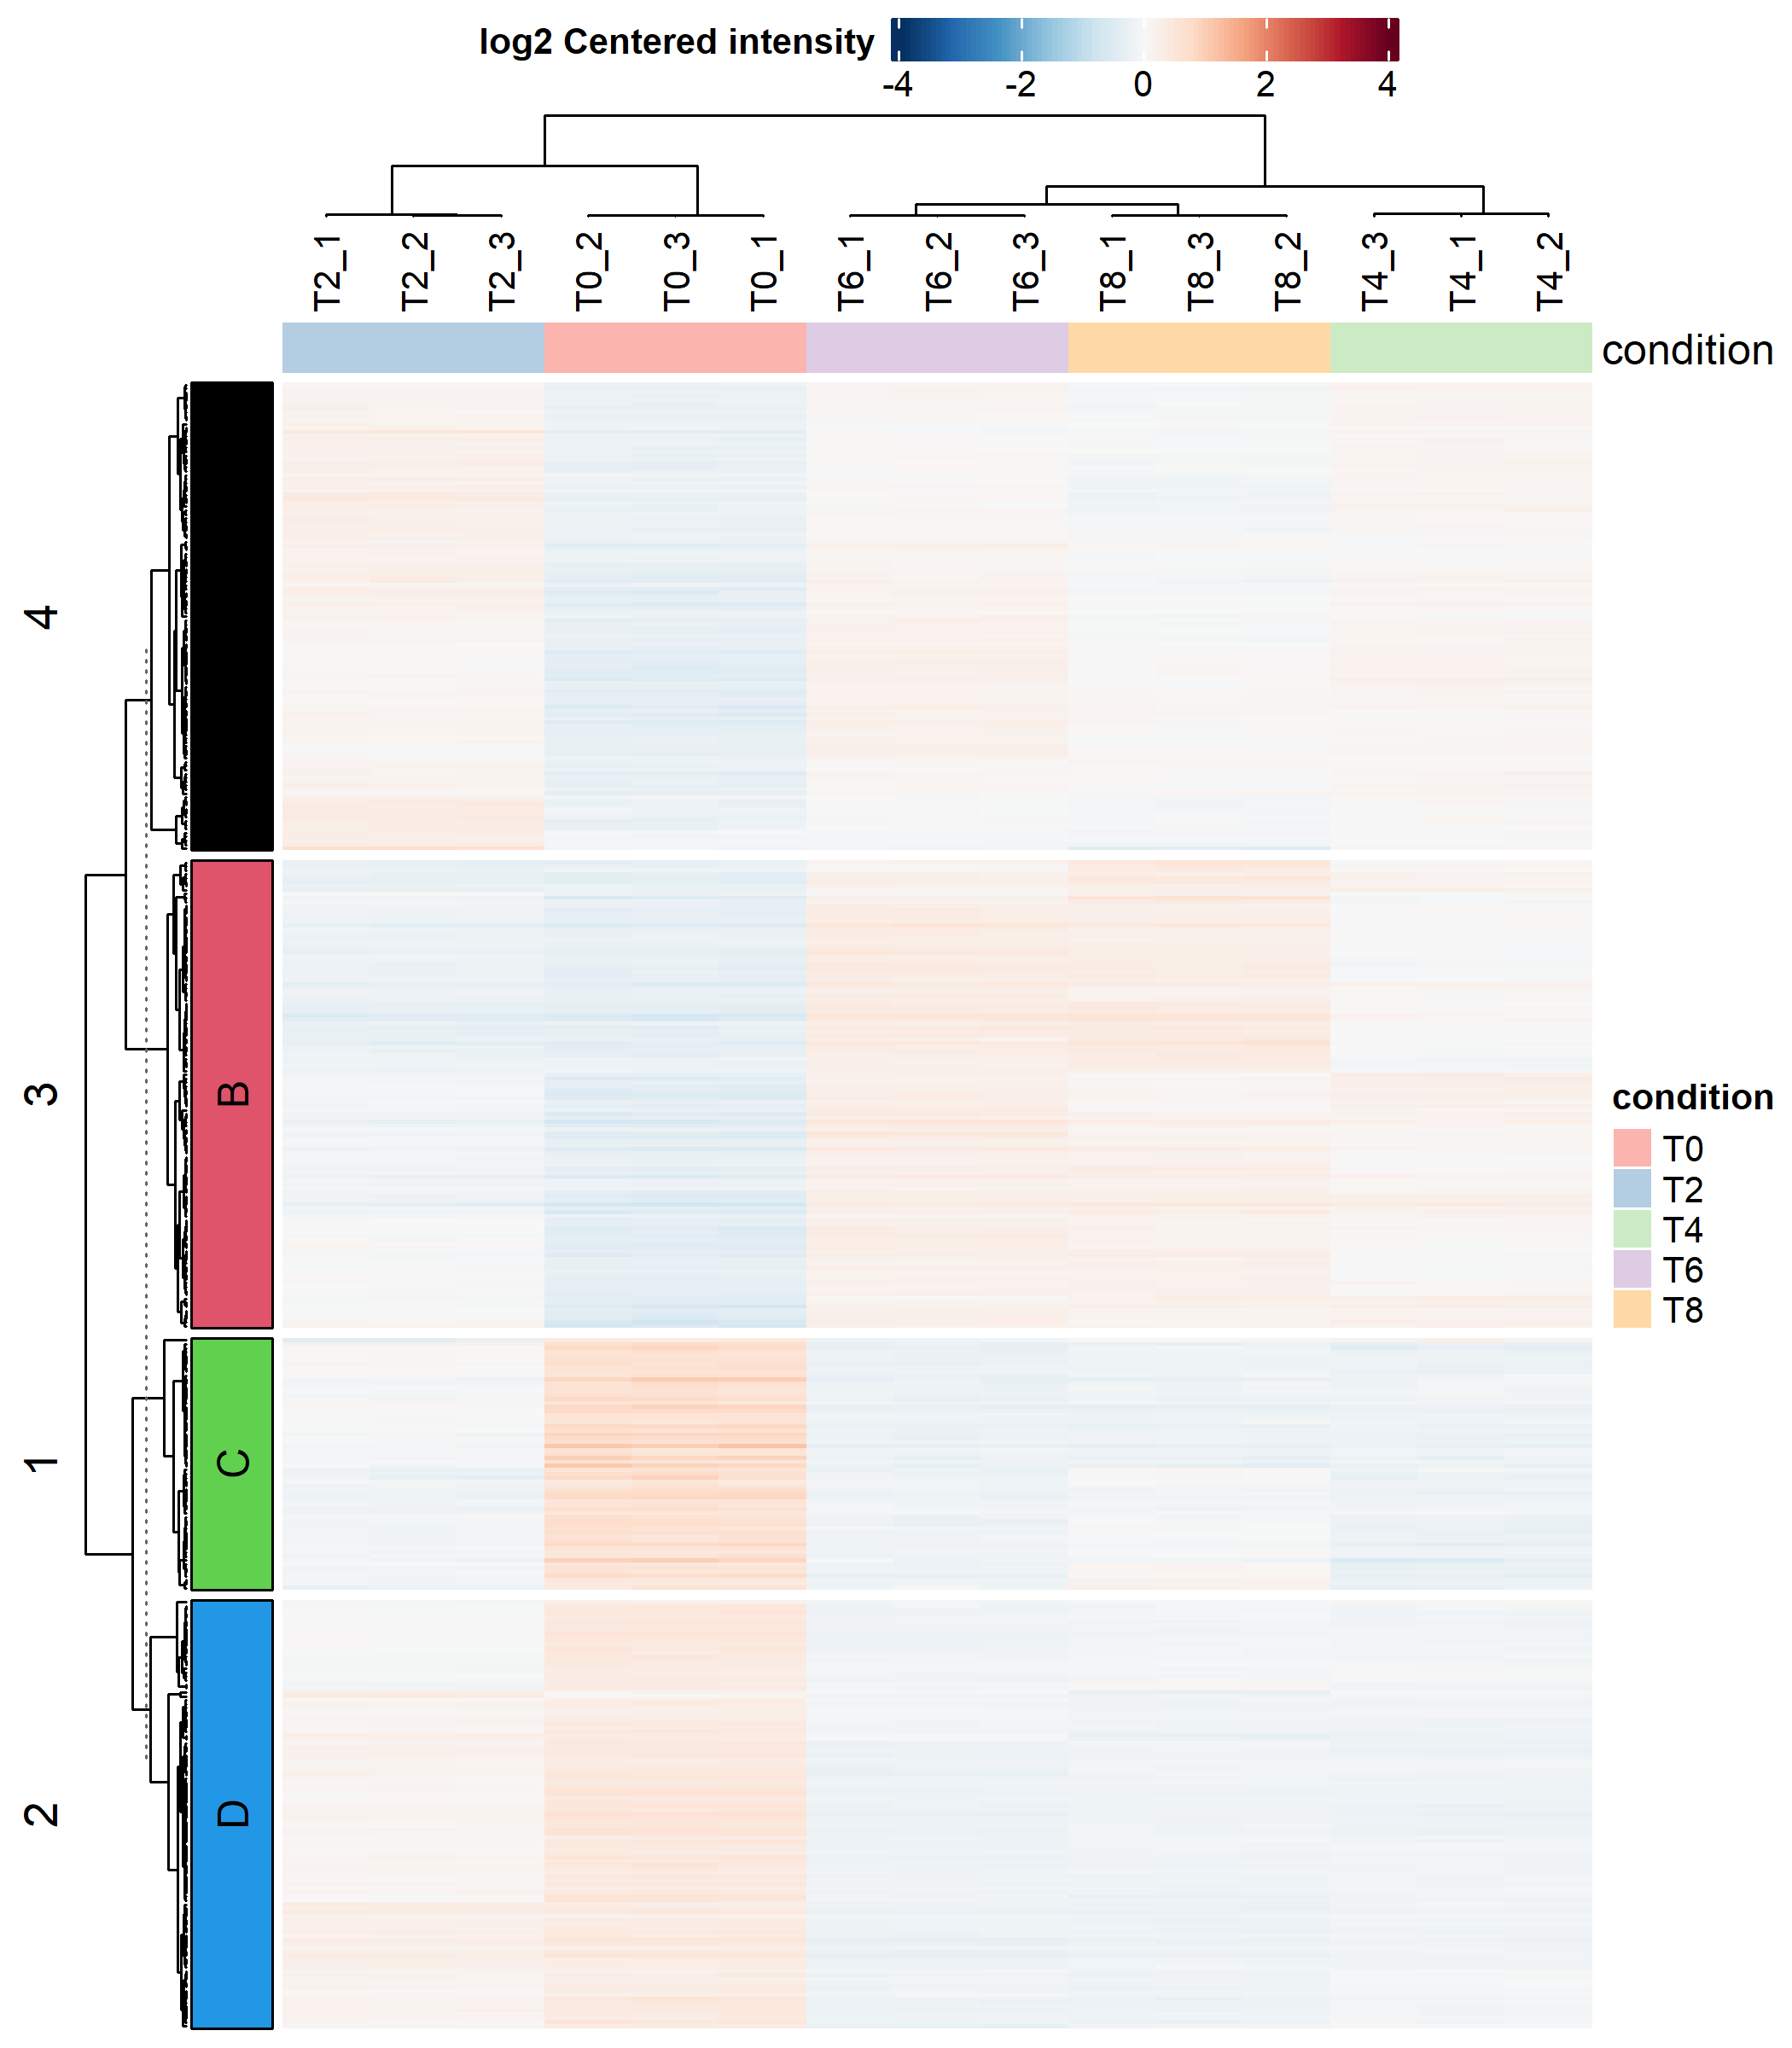 log2 Centered intensity
-4 -2 0 2 4
T2_1 T2_2 T2_3 T0_2 T0_3 T0_1 T6_1 T6_2 T6_3 T8_1 T8_3 T8_2 T4_3 T4_1 T4_2
condition
4
3
B
condition
T0
T2
T4
T6
T8
1
C
2
D